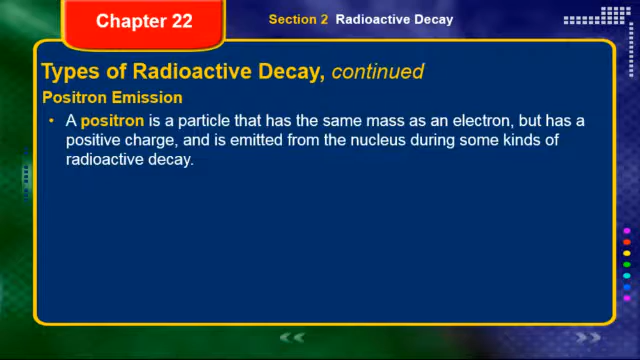 Chapter 22
Section 2 Radioactive Decay
Types of Radioactive Decay, continued
Positron Emission
• A positron is a particle that has the same mass as an electron, but has a
positive charge, and is emitted from the nucleus during some kinds of
radioactive decay.